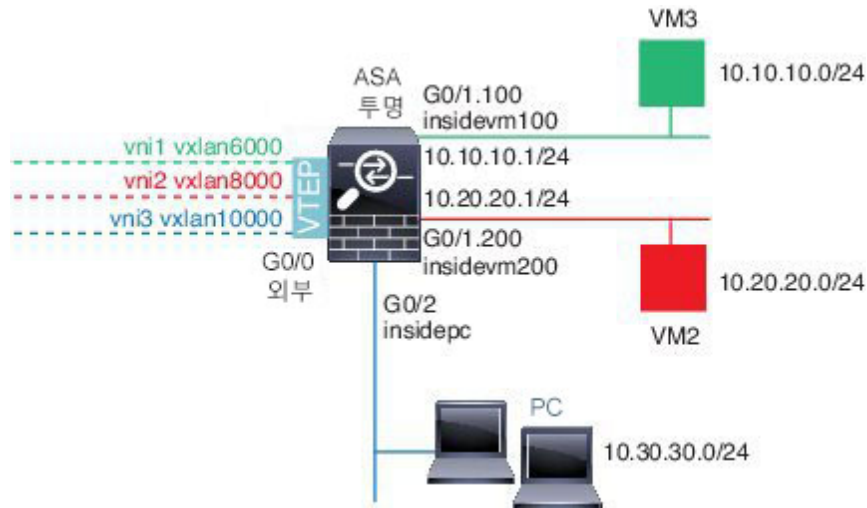 VM3
10.10.10.0/24
ASA
투명
G0/1.100
insidevm100
vni1 vxlan6000
vni2 vxlan8000
vni3 vxlan10000
VTEP
10.10.10.1/24
10.20.20.1/24
G0/1.200
insidevm200
G0/0
외부
10.20.20.0/24
VM2
G0/2
insidepc
PC
10.30.30.0/24